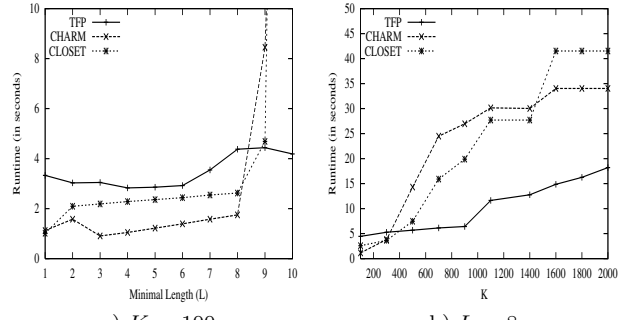 TFP
CHARM
CLOSET
Runtime (in seconds)
10
8
6
4
2
0
1 2 3 4 5 6 7 8 9 10
Minimal Length (L)
TFP
CHARM
CLOSET
Runtime (in seconds)
50
45
40
35
30
25
20
15
10
5
0
200 400 600 800 1000 1200 1400 1600 1800 2000
K